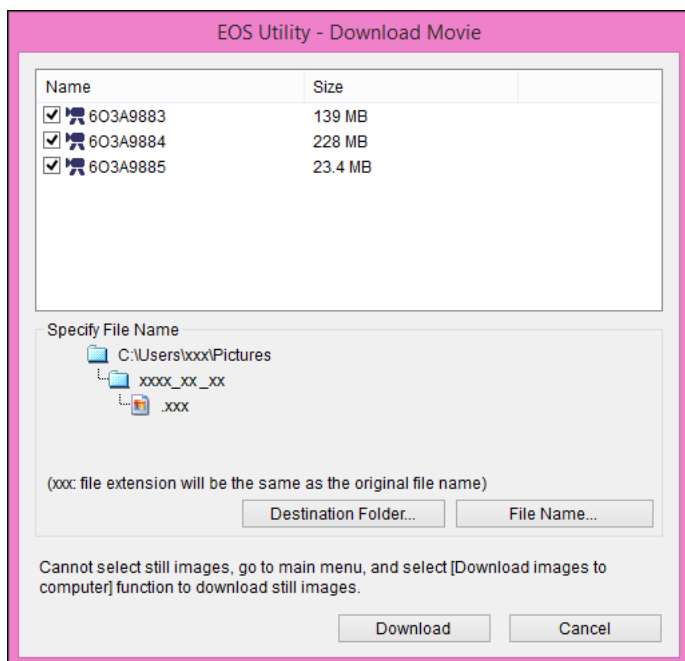 EOS Utility - Download Movie
Name Size
6O3A9883 139 MB
6O3A9884 228 MB
6O3A9885 23.4 MB
Specify File Name
C:\Users\xxx\Pictures
xxxx_xx_xx
.xxx
(xxx: file extension will be the same as the original file name)
Destination Folder... File Name...
Cannot select still images, go to main menu, and select [Download images to
computer] function to download still images.
Download Cancel